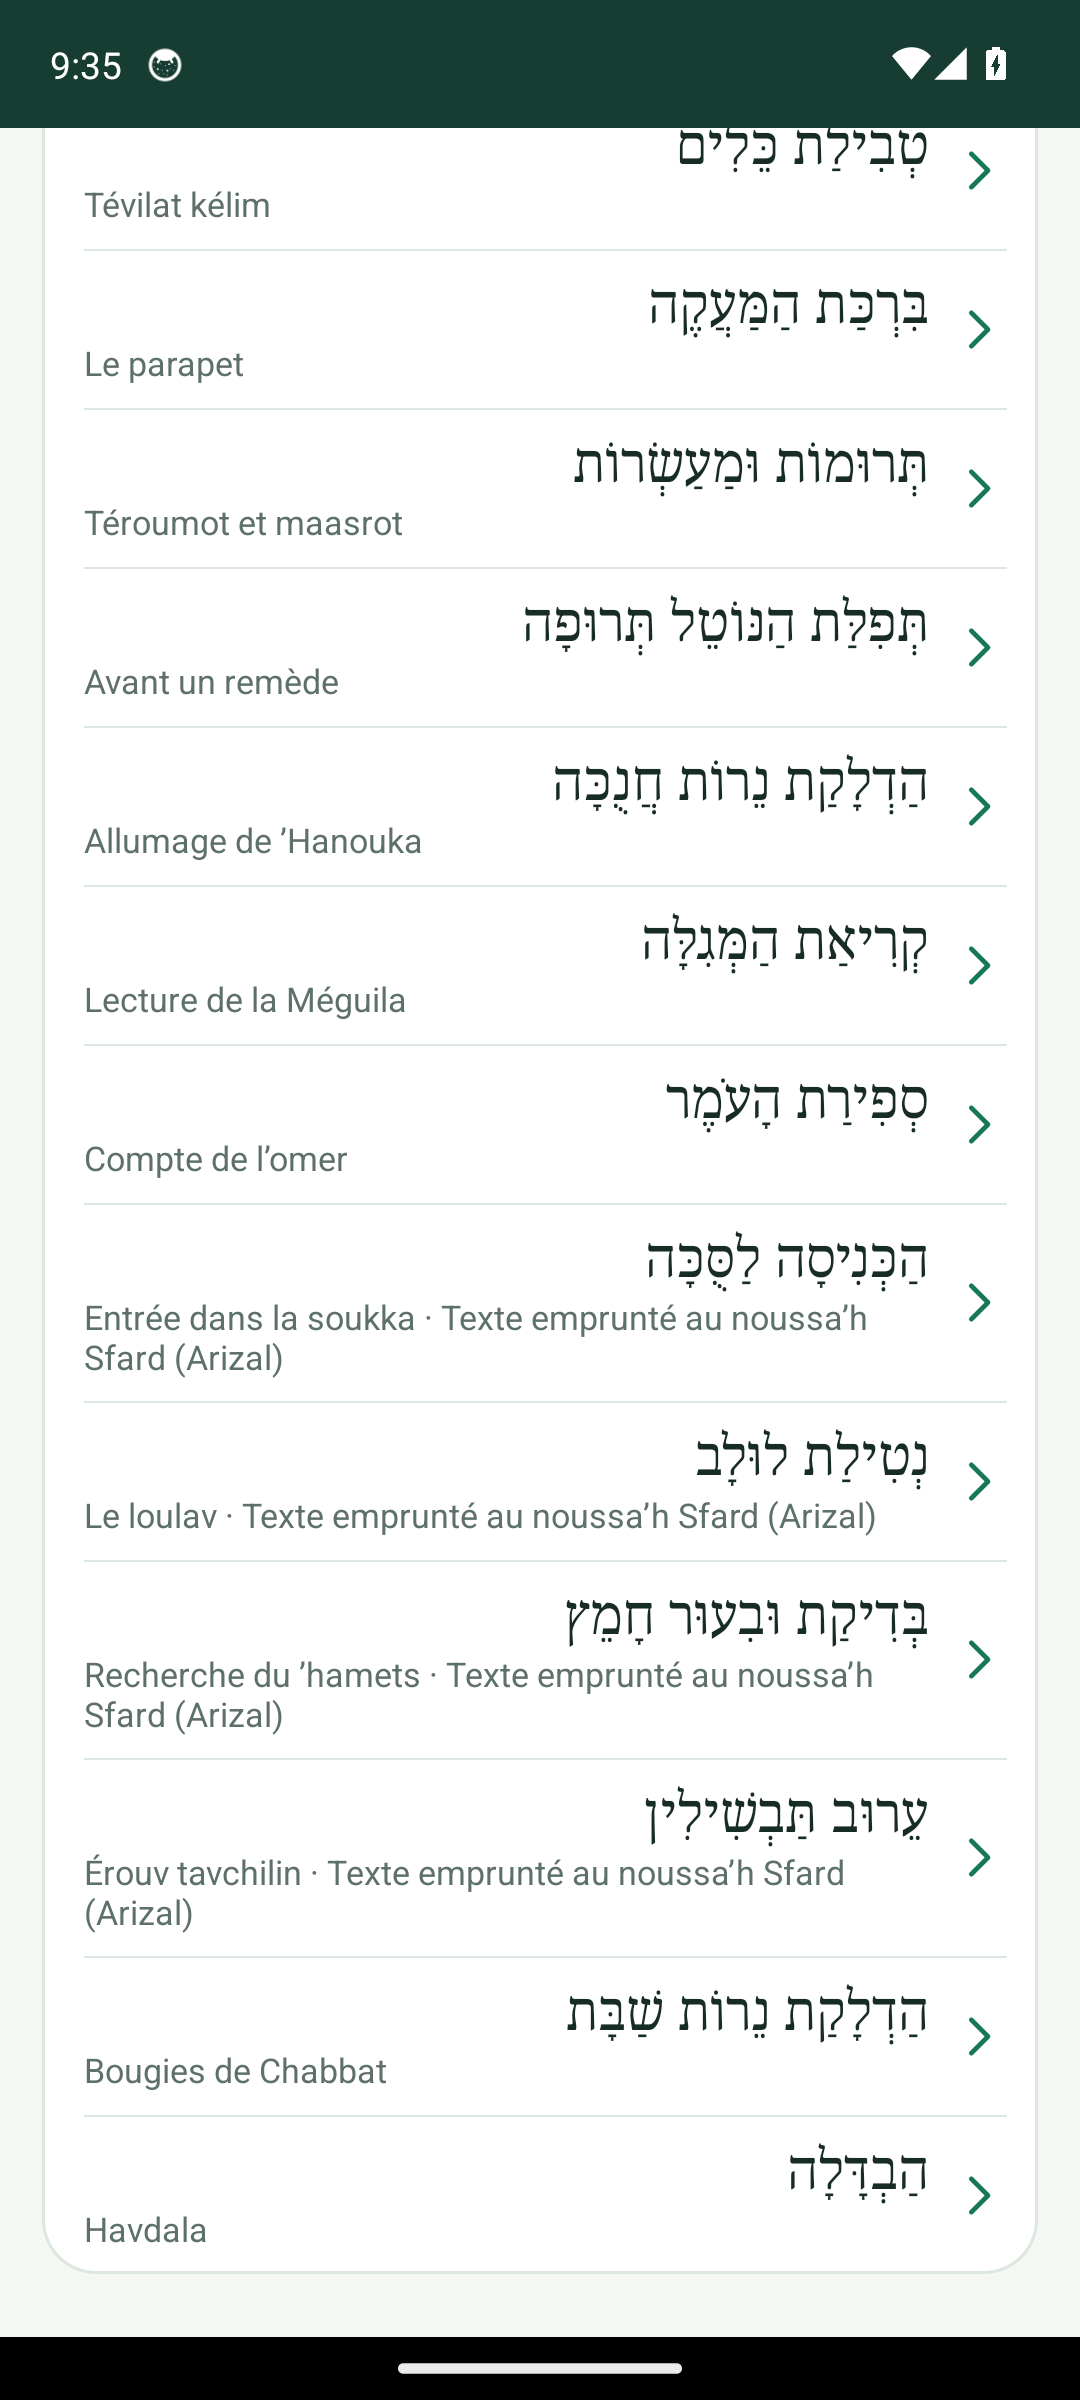 9:35
טְבִילַת כֵּלִים
Tévilat kélim
בִּרְכַּת הַמַּעֲקֶה
Le parapet
תְּרוּמוֹת וּמַעַשְׂרוֹת
Téroumot et maasrot
תְּפִלַּת הַנּוֹטֵל תְּרוּפָה
Avant un remède
הַדְלָקַת נֵרוֹת חֲנֻכָּה
Allumage de ’Hanouka
קְרִיאַת הַמְּגִלָּה
Lecture de la Méguila
סְפִירַת הָעֹמֶר
Compte de l’omer
הַכְּנִיסָה לַסֻּכָּה
Entrée dans la soukka · Texte emprunté au noussa’h
Sfard (Arizal)
נְטִילַת לוּלָב
Le loulav · Texte emprunté au noussa’h Sfard (Arizal)
בְּדִיקַת וּבִעוּר חָמֵץ
Recherche du ’hamets · Texte emprunté au noussa’h
Sfard (Arizal)
עֵרוּב תַּבְשִׁילִין
Érouv tavchilin · Texte emprunté au noussa’h Sfard
(Arizal)
הַדְלָקַת נֵרוֹת שַׁבָּת
Bougies de Chabbat
הַבְדָּלָה
Havdala